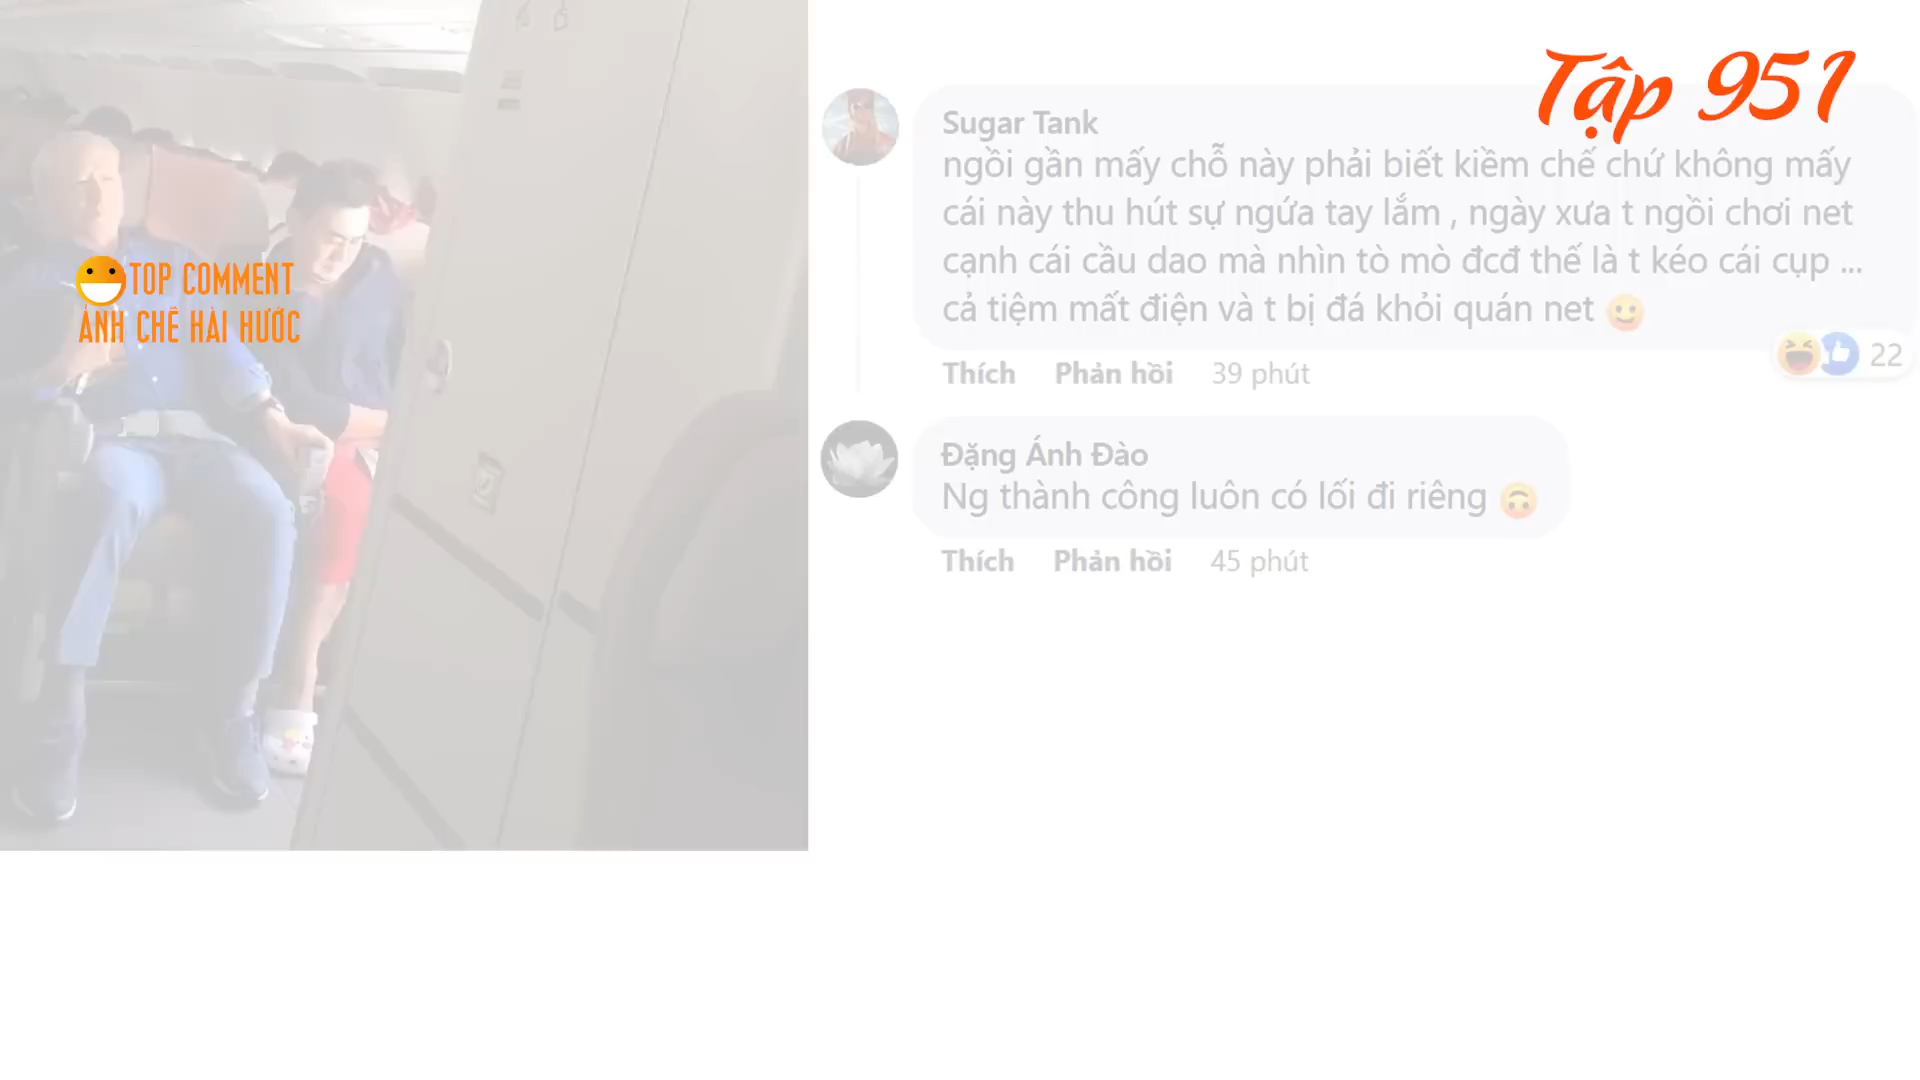 Tập 951
Sugar Tank
ngồi gần mấy chỗ này phải biết kiềm chế chứ không mấy
cái này thu hút sự ngứa tay lắm , ngày xưa t ngồi chơi net
cạnh cái cầu dao mà nhìn tò mò đcđ thế là t kéo cái cụp ...
cả tiệm mất điện và t bị đá khỏi quán net 🙂
22
Thích Phản hồi 39 phút
Đặng Ánh Đào
Ng thành công luôn có lối đi riêng 🙃
Thích Phản hồi 45 phút
TOP COMMENT
ẢNH CHẾ HÀI HƯỚC